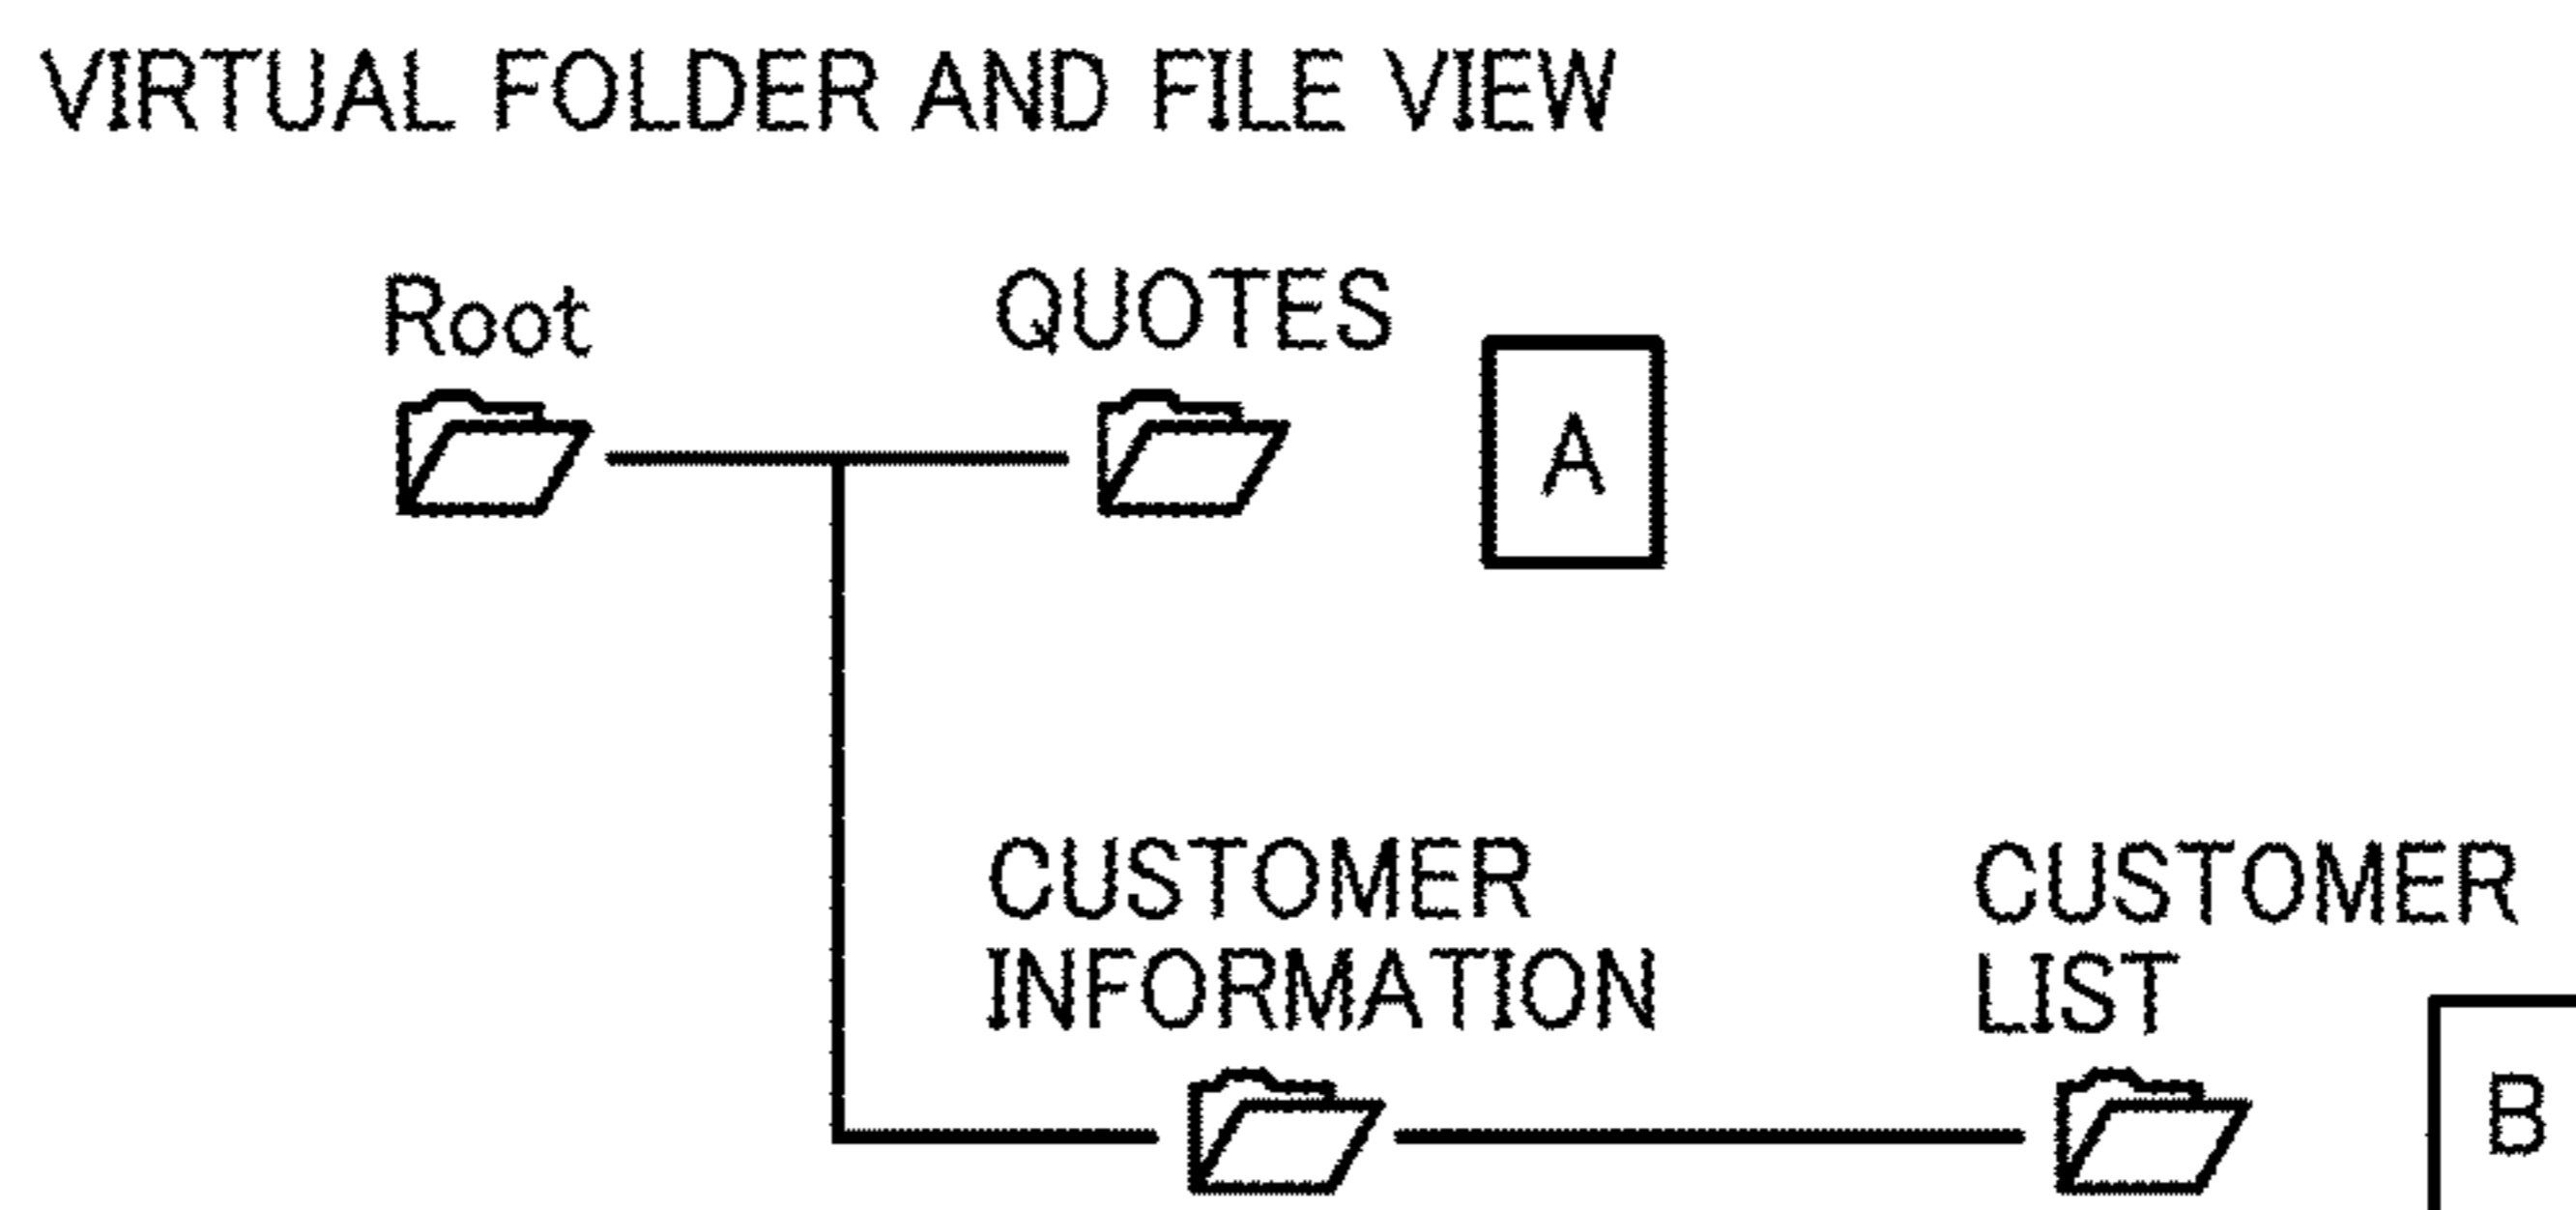 VIRTUAL FOLDER AND FILE VIEW
Root
QUOTES
A
CUSTOMER
INFORMATION
CUSTOMER
LIST
B